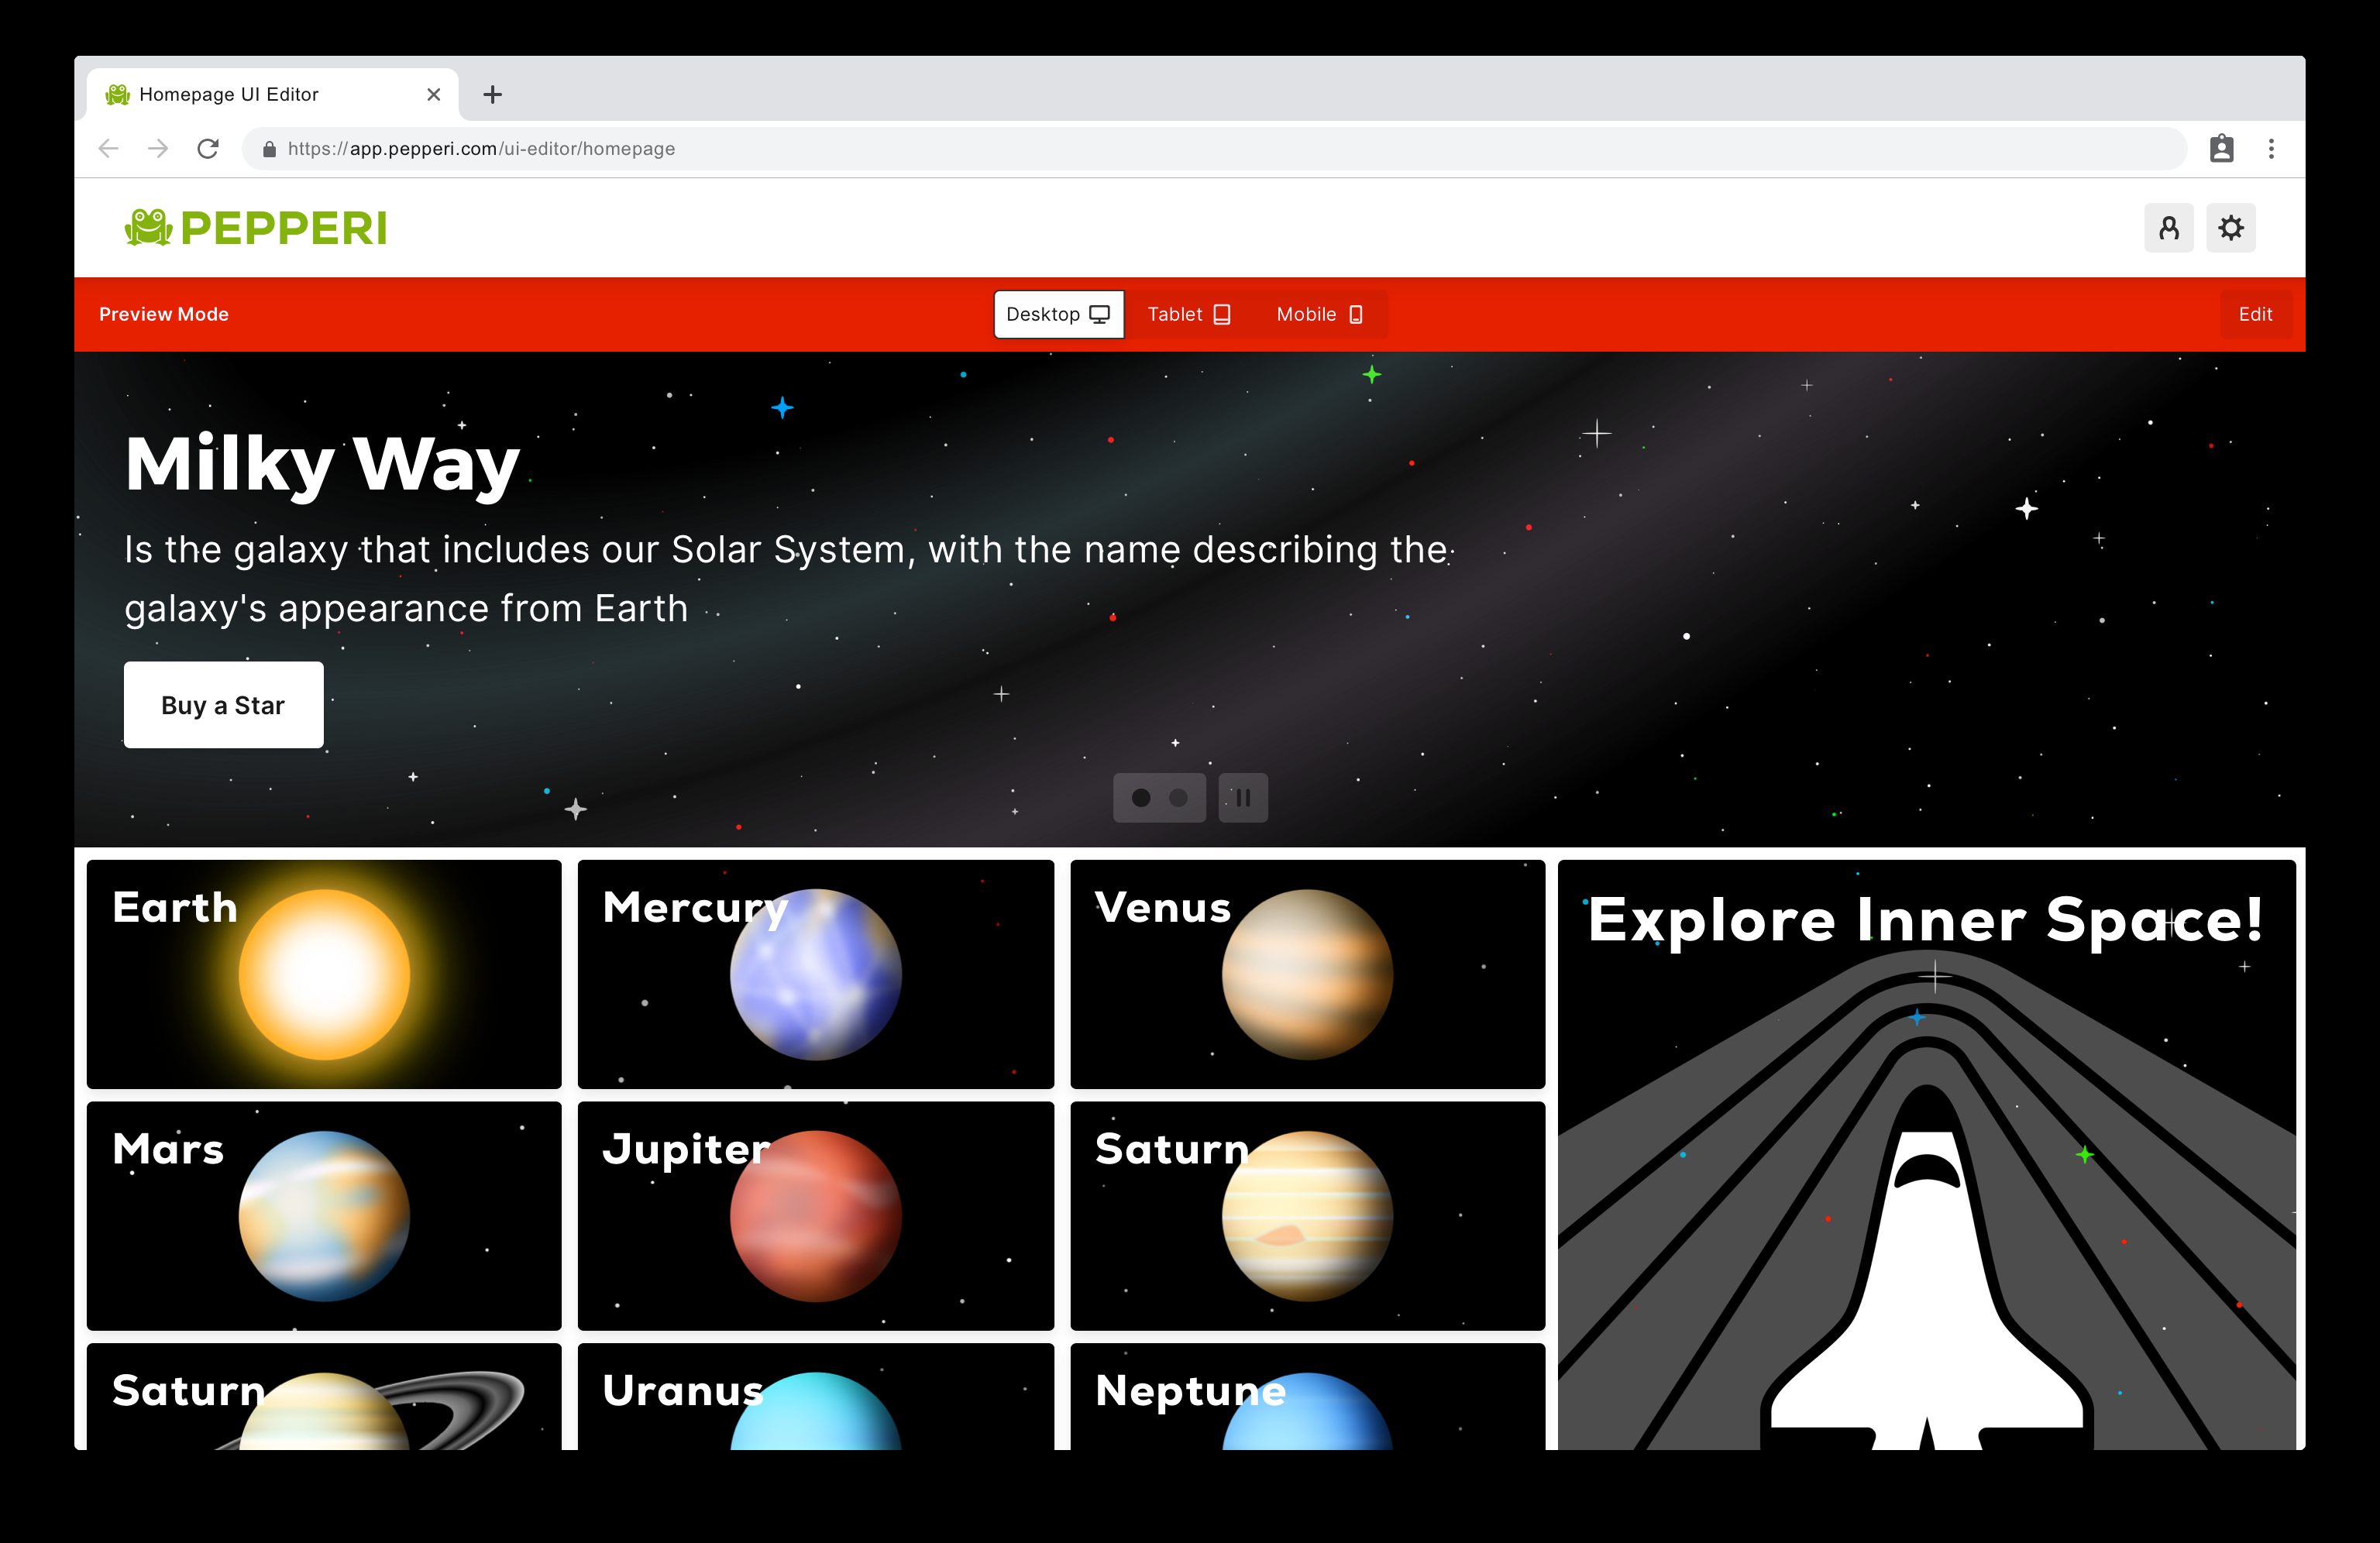 Homepage UI Editor
https://app.pepperi.com/ui-editor/homepage
PEPPERI
Preview Mode
Desktop
Tablet
Mobile
Edit
Milky Way
Is the galaxy that includes our Solar System, with the name describing the
galaxy's appearance from Earth
Buy a Star
Earth
Mercury
Venus
Explore Inner Space!
Mars
Jupiter
Saturn
Saturn
Uranus
Neptune